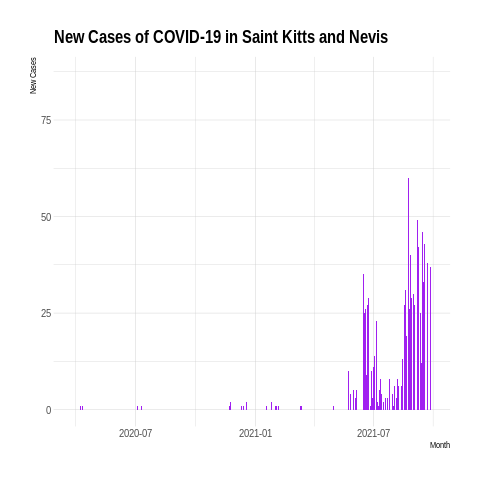 New Cases of COVID-19 in Saint Kitts and Nevis
New Cases
75
50
25
0
2020-07 2021-01 2021-07
Month